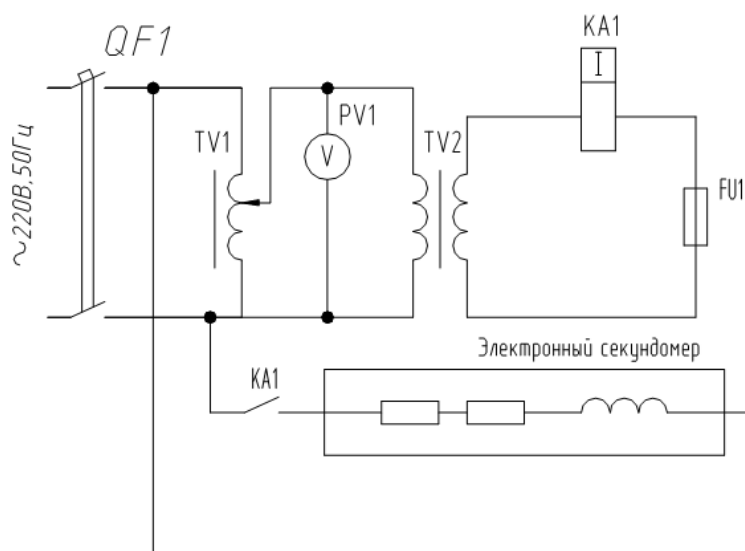 QF1
KA1
I
PV1
TV1
V
TV2
FU1
~220В,50Гц
Электронный секундомер
KA1